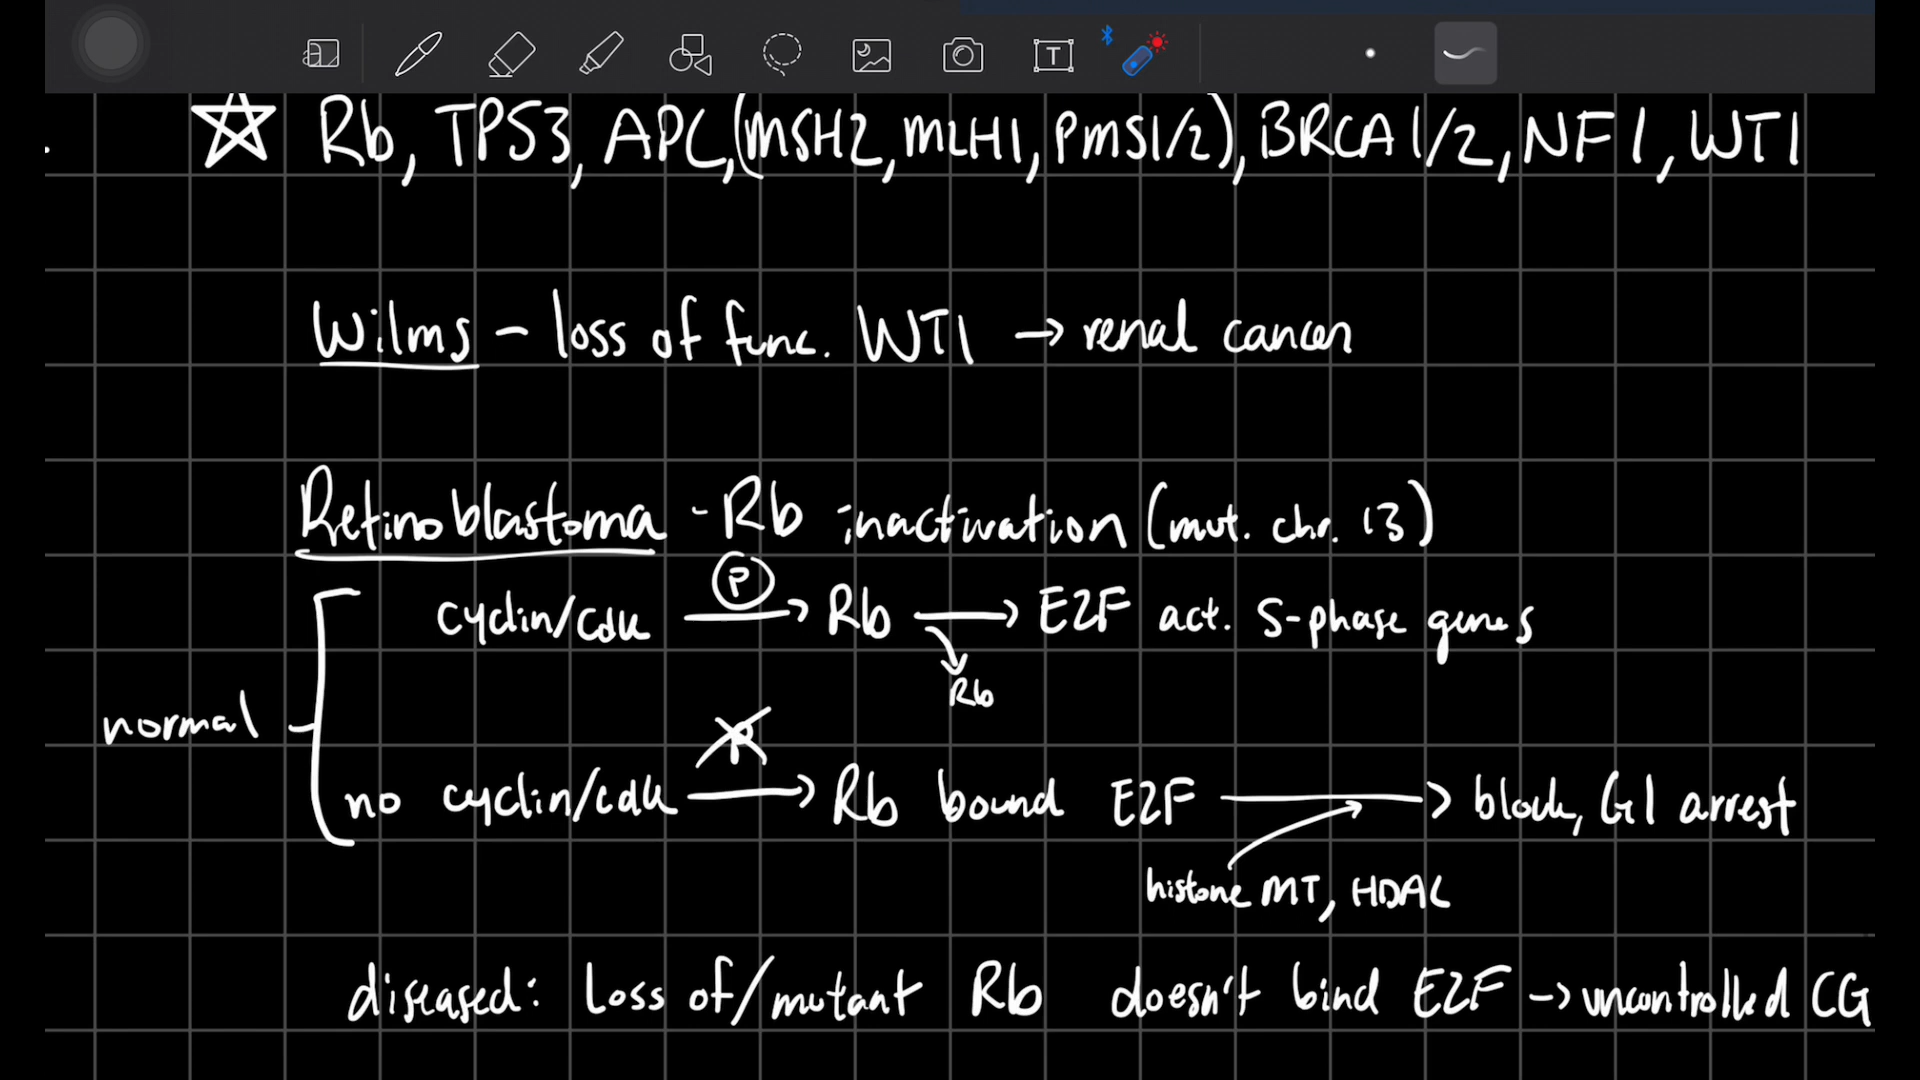 ☆ Rb, TP53, APC, (MSH2, MLH1, PMS1/2), BRCA1/2, NF1, WT1
Wilms - loss of func. WT1 → renal cancer
Retinoblastoma - Rb inactivation (mut. chr. 13)
cyclin/cdk —Ⓟ→ Rb → E2F act. S-phase genes
Rb
normal
no cyclin/cdk → Rb bound E2F → block, G1 arrest
histone MT, HDAC
diseased: Loss of/mutant Rb doesn't bind E2F → uncontrolled CG